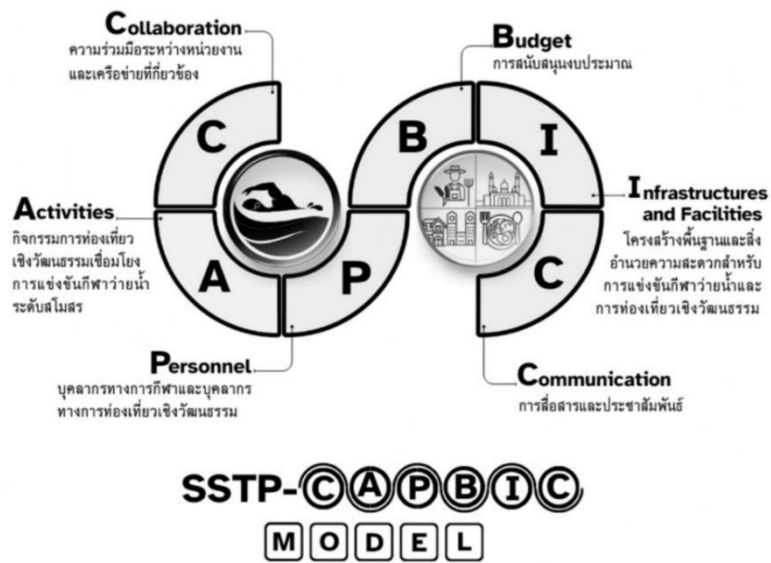 Collaboration
ความร่วมมือระหว่างหน่วยงาน
และเครือข่ายที่กี่ยวข้อง
Budget
การสนับสนุนงบประมาณ
C
B
I
Activities
กิจกรรมการท่องเที่ยว
เชิงวัฒนธรรมเชื่อมโยง
การแข่งขันกีฬาว่ายน้ำ
ระดับสโมสร
Infrastructures
and Facilities
โครงสร้างพื้นฐานและสิ่ง
อำนวยความสะดวกสำหรับ
การแข่งขันกีฬาว่ายน้ำและ
การท่องเที่ยวเชิงวัฒนธรรม
A
P
C
Personnel
บุคลากรทางการกีฬาและบุคลากร
ทางการท่องเที่ยวเชิงวัฒนธรรม
Communication
การสื่อสารและประชาสัมพันธ์
SSTP-CAPBIC
MODEL